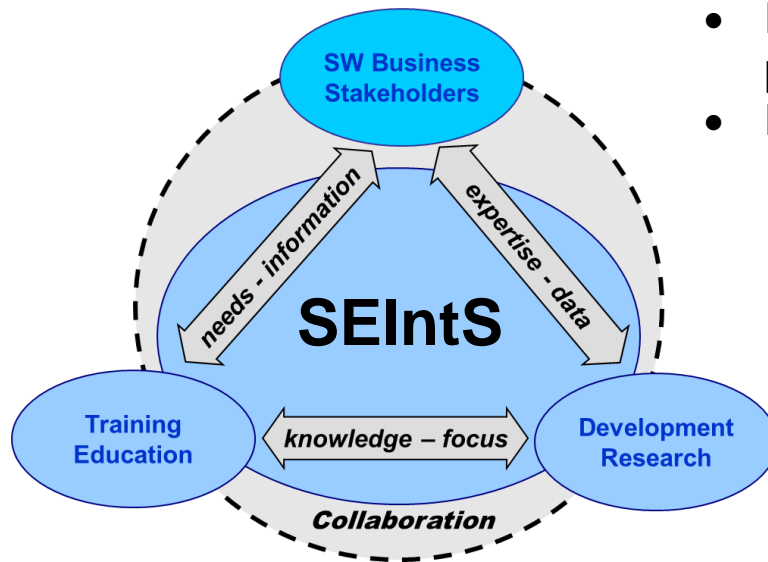 SW Business
Stakeholders
needs - information
expertise - data
SEIntS
Training
Education
knowledge – focus
Development
Research
Collaboration